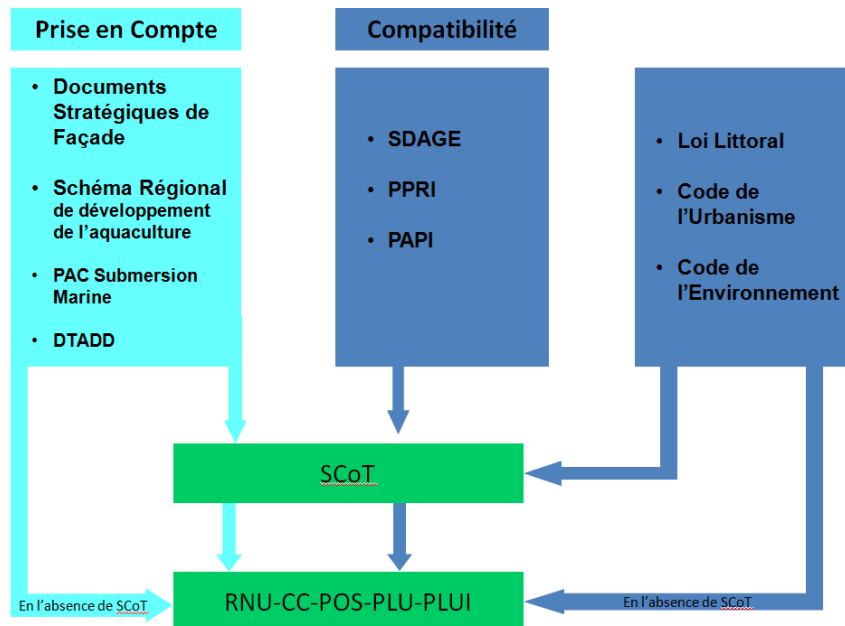 Prise en Compte
Compatibilité
• Documents
Stratégiques de
Façade
• Schéma Régional
de développement
de l'aquaculture
• PAC Submersion
Marine
• DTADD
• SDAGE
• PPRI
• PAPI
• Loi Littoral
• Code de
l'Urbanisme
• Code de
l'Environnement
SCoT
En l'absence de SCoT
RNU-CC-POS-PLU-PLUI
En l'absence de SCoT